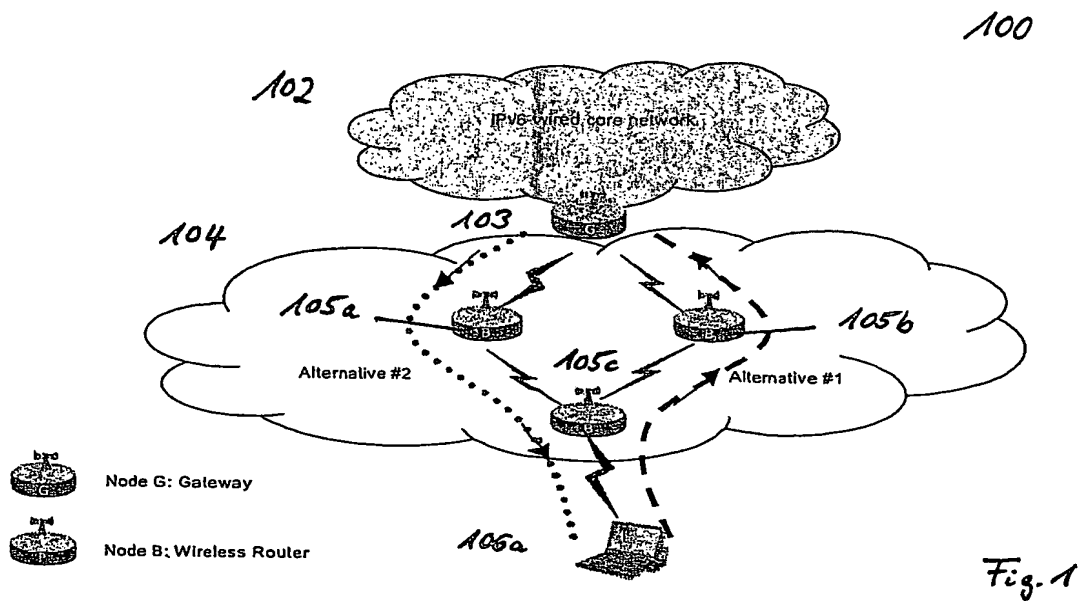 100
102
IPv6-wired core network
G
103
104
105a
B
B
105b
105c
Alternative #2
Alternative #1
B
G
Node G: Gateway
Node B: Wireless Router
106a
Fig. 1